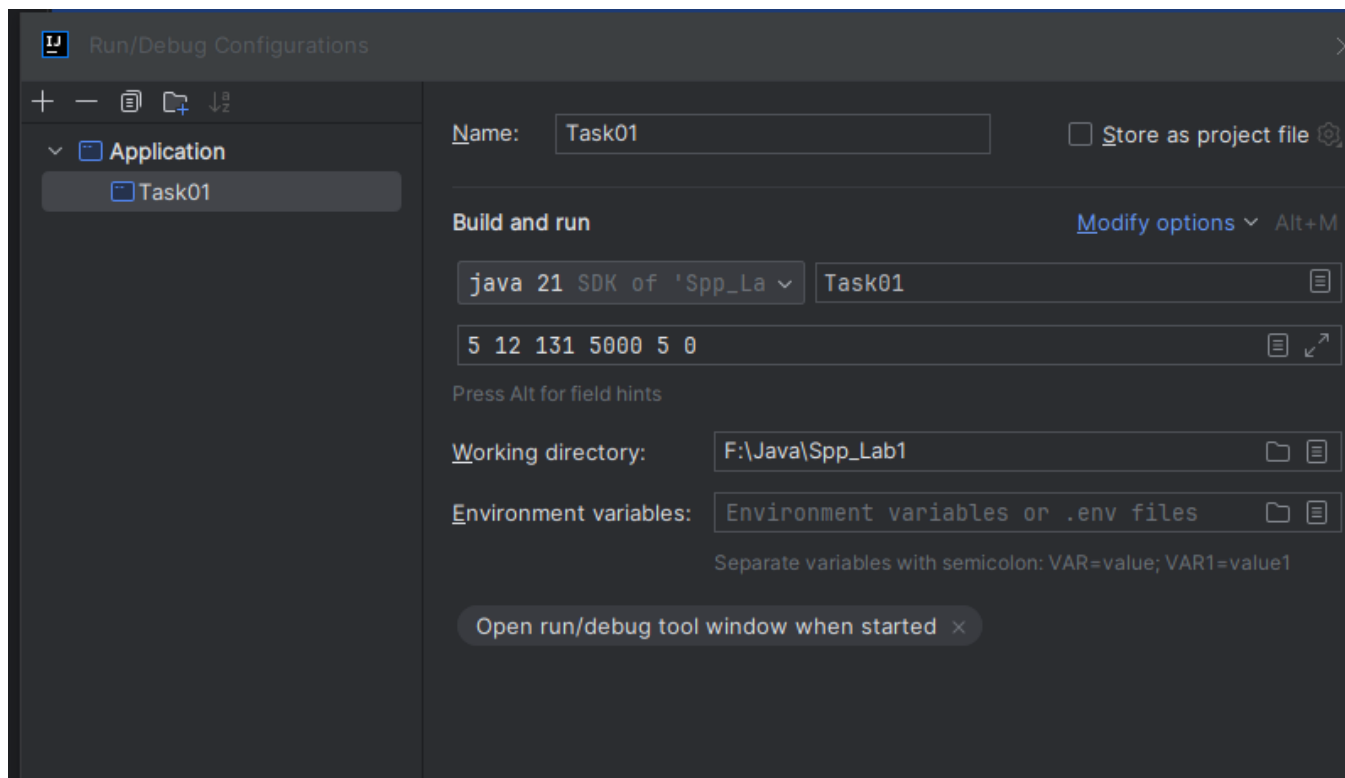 Run/Debug Configurations
Application
Task01
Name: Task01 Store as project file
Build and run Modify options Alt+M
java 21 SDK of 'Spp_La Task01
5 12 131 5000 5 0
Press Alt for field hints
Working directory: F:\Java\Spp_Lab1
Environment variables: Environment variables or .env files
Separate variables with semicolon: VAR=value; VAR1=value1
Open run/debug tool window when started ×